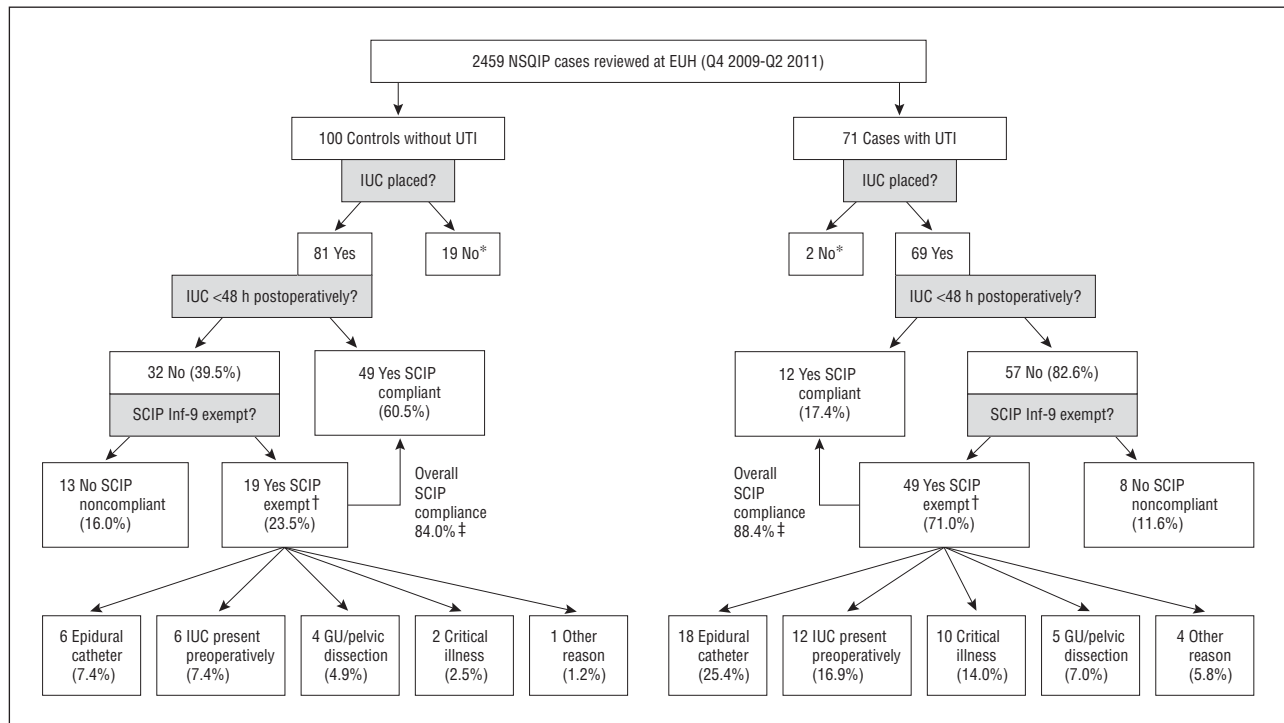 2459 NSQIP cases reviewed at EUH (Q4 2009-Q2 2011)
100 Controls without UTI
IUC placed?
81 Yes
19 No*
IUC <48 h postoperatively?
32 No (39.5%)
SCIP Inf-9 exempt?
49 Yes SCIP
compliant
(60.5%)
13 No SCIP
noncompliant
(16.0%)
19 Yes SCIP
exempt†
(23.5%)
Overall
SCIP
compliance
84.0%‡
6 Epidural
catheter
(7.4%)
6 IUC present
preoperatively
(7.4%)
4 GU/pelvic
dissection
(4.9%)
2 Critical
illness
(2.5%)
1 Other
reason
(1.2%)
71 Cases with UTI
IUC placed?
2 No*
69 Yes
IUC <48 h postoperatively?
12 Yes SCIP
compliant
(17.4%)
57 No (82.6%)
SCIP Inf-9 exempt?
Overall
SCIP
compliance
88.4%‡
49 Yes SCIP
exempt†
(71.0%)
8 No SCIP
noncompliant
(11.6%)
18 Epidural
catheter
(25.4%)
12 IUC present
preoperatively
(16.9%)
10 Critical
illness
(14.0%)
5 GU/pelvic
dissection
(7.0%)
4 Other
reason
(5.8%)